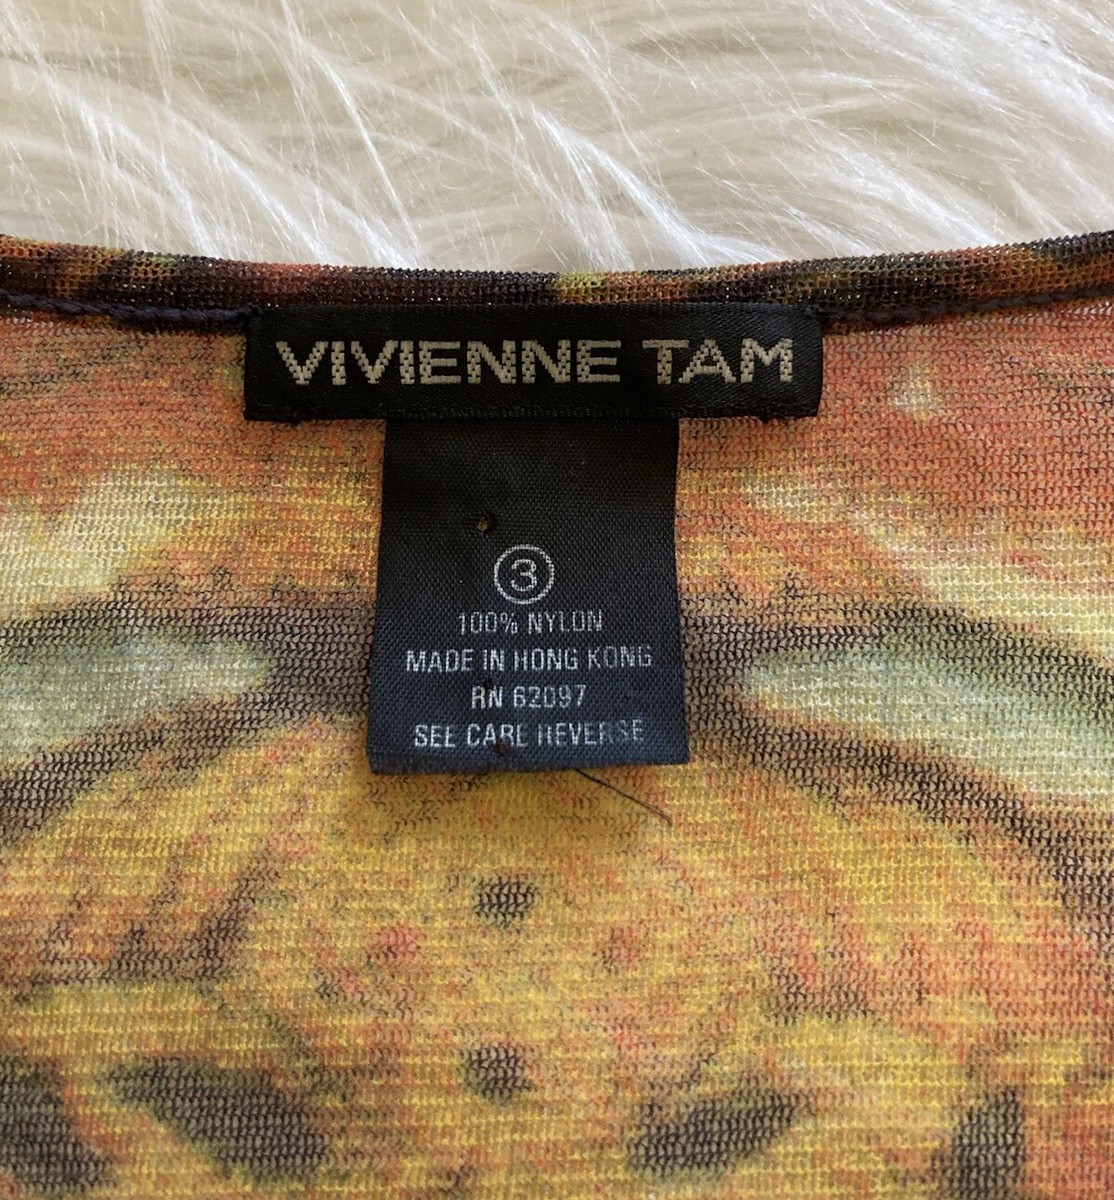 VIVIENNE TAM
3
100% NYLON
MADE IN HONG KONG
RN 62097
SEE CARE REVERSE